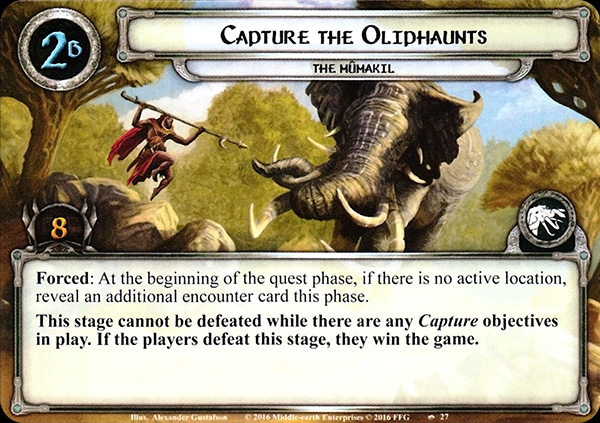 2B
CAPTURE THE OLIPHAUNTS
THE MÛMAKIL
8
Forced: At the beginning of the quest phase, if there is no active location,
reveal an additional encounter card this phase.
This stage cannot be defeated while there are any Capture objectives
in play. If the players defeat this stage, they win the game.
Illus. Alexander Gustafson © 2016 Middle-earth Enterprises © 2016 FFG 27